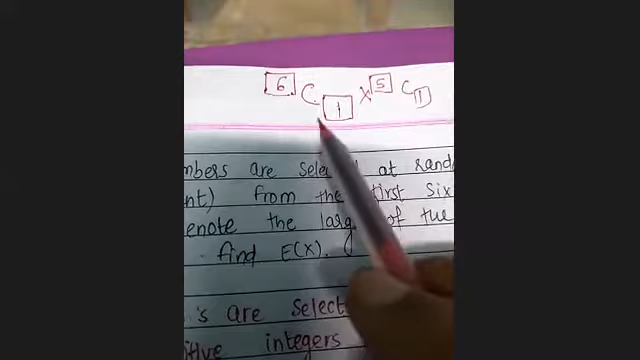 6 C 1 x 5 C 1
mbers are sele at rand
nt) from the first six
enote the larg of the
find E(X).
's are select
itive integers